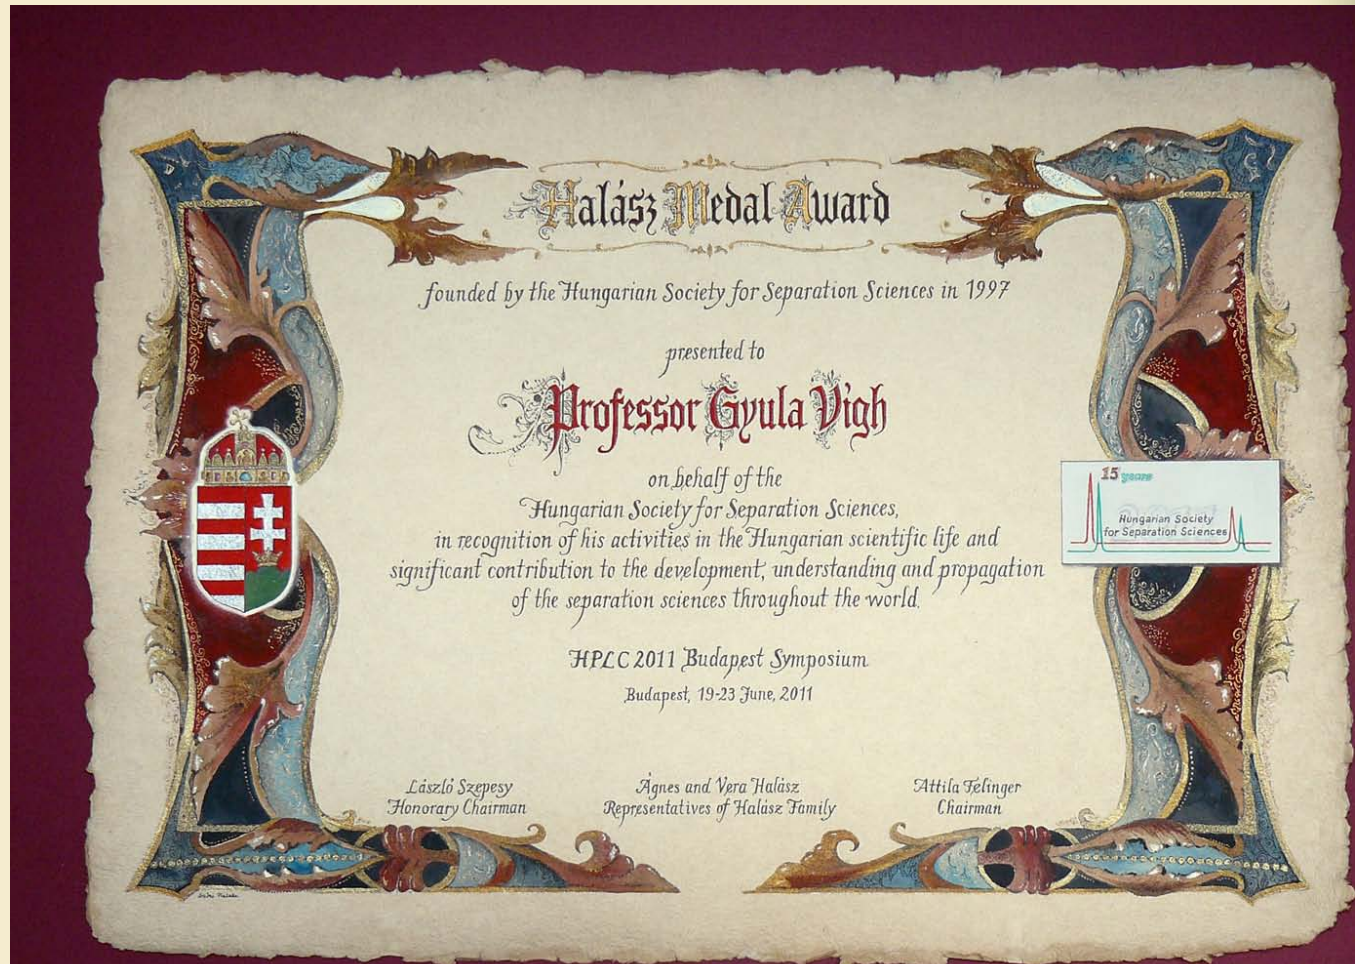 Halász Medal Award
founded by the Hungarian Society for Separation Sciences in 1997
presented to
Professor Gyula Vigh
on behalf of the
Hungarian Society for Separation Sciences,
in recognition of his activities in the Hungarian scientific life and
significant contribution to the development, understanding and propagation
of the separation sciences throughout the world.
15 years
Hungarian Society
for Separation Sciences
HPLC 2011 Budapest Symposium
Budapest, 19-23 June, 2011
László Szepesy
Honorary Chairman
Ágnes and Vera Halász
Representatives of Halász Family
Attila Felinger
Chairman